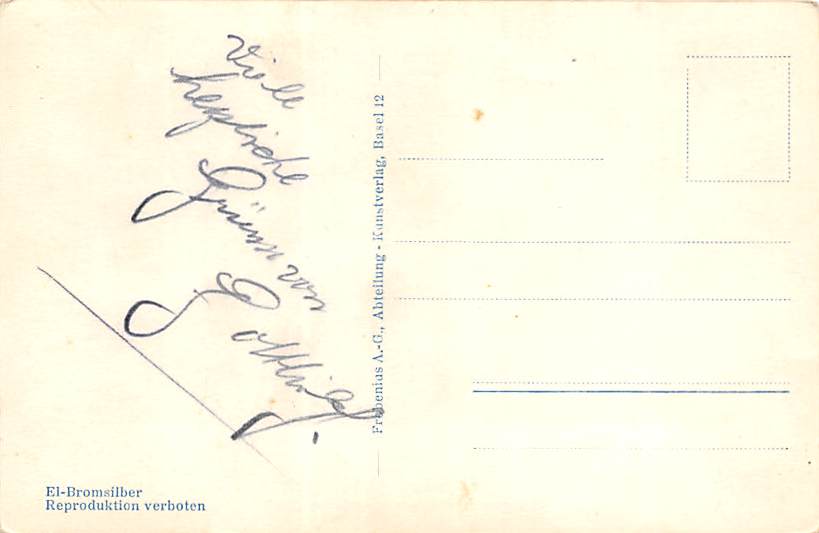 Viele
herzliche
Grüsse von
Frobenius A.-G., Abteilung - Kunstverlag, Basel 12
El-Bromsilber
Reproduktion verboten